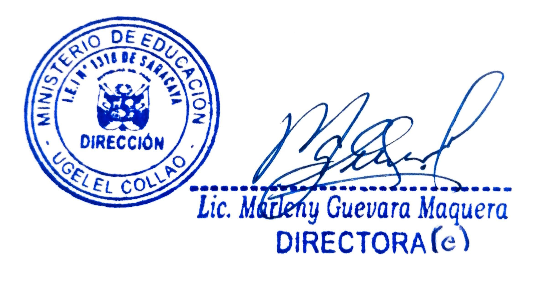 MINISTERIO DE EDUCACIÓN
I.E.I N° 1318 DE SARACAYA
DIRECCIÓN
- UGEL EL COLLAO -
Lic. Marleny Guevara Maquera
DIRECTORA (e)